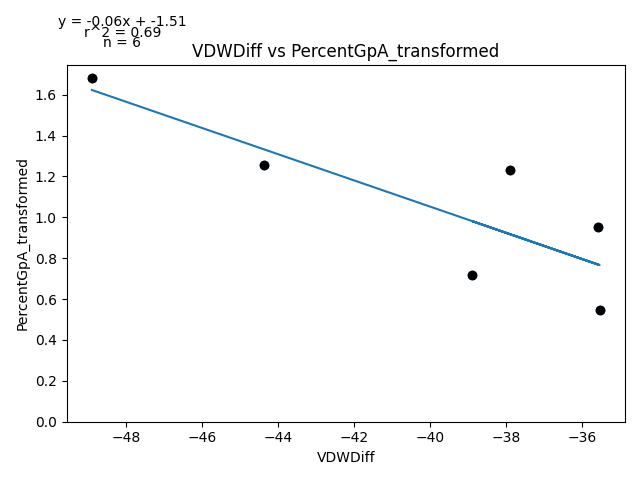 y = -0.06x + -1.51
r^2 = 0.69
n = 6
VDWDiff vs PercentGpA_transformed
PercentGpA_transformed
1.6
1.4
1.2
1.0
0.8
0.6
0.4
0.2
0.0
−48 −46 −44 −42 −40 −38 −36
VDWDiff